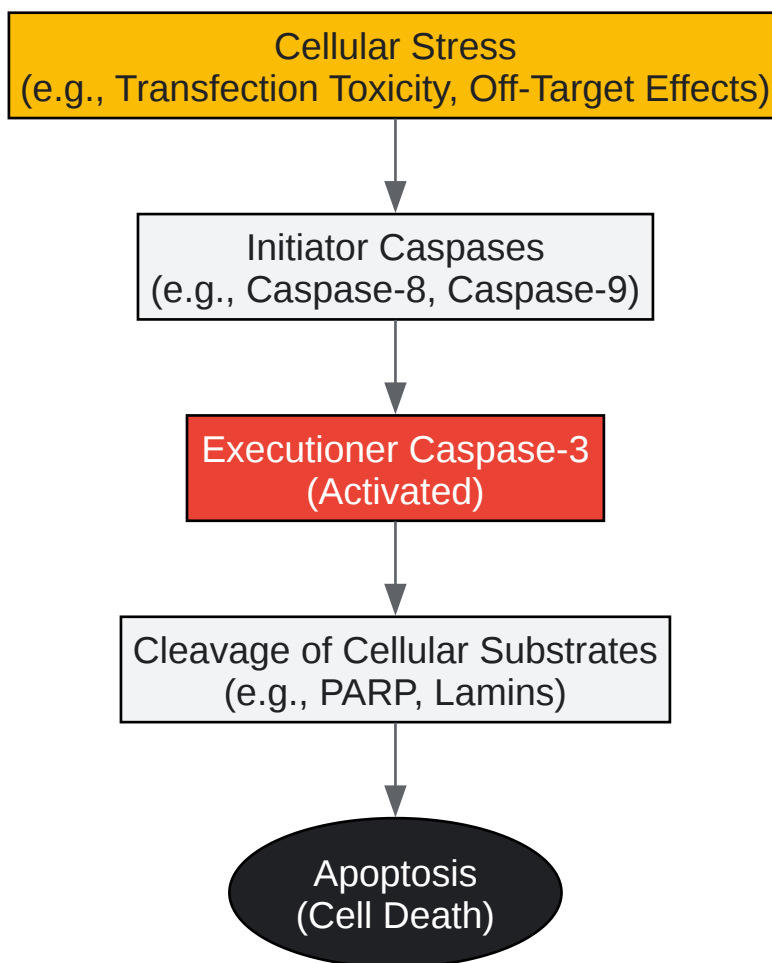 Cellular Stress
(e.g., Transfection Toxicity, Off-Target Effects)
Initiator Caspases
(e.g., Caspase-8, Caspase-9)
Executioner Caspase-3
(Activated)
Cleavage of Cellular Substrates
(e.g., PARP, Lamins)
Apoptosis
(Cell Death)